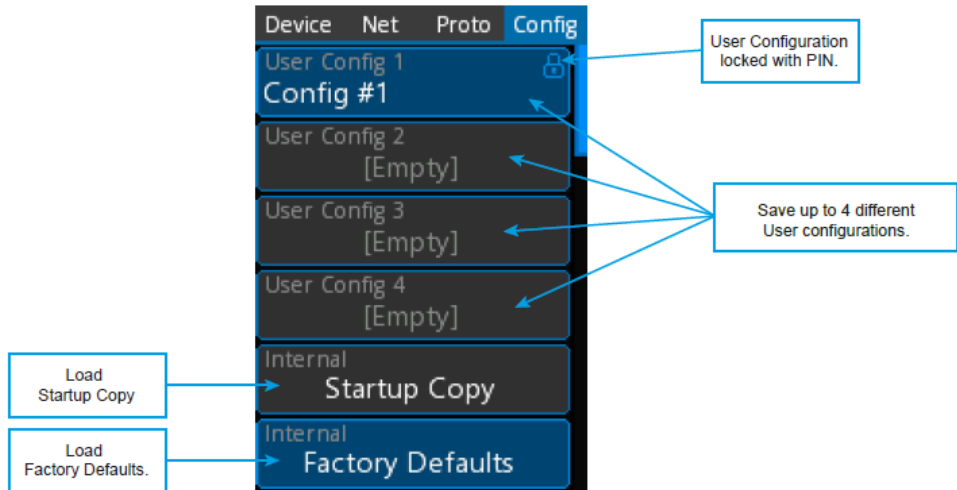 Device Net Proto Config
User Config 1
Config #1
User Configuration
locked with PIN.
User Config 2
[Empty]
User Config 3
[Empty]
Save up to 4 different
User configurations.
User Config 4
[Empty]
Internal
Startup Copy
Load
Startup Copy
Internal
Factory Defaults
Load
Factory Defaults.